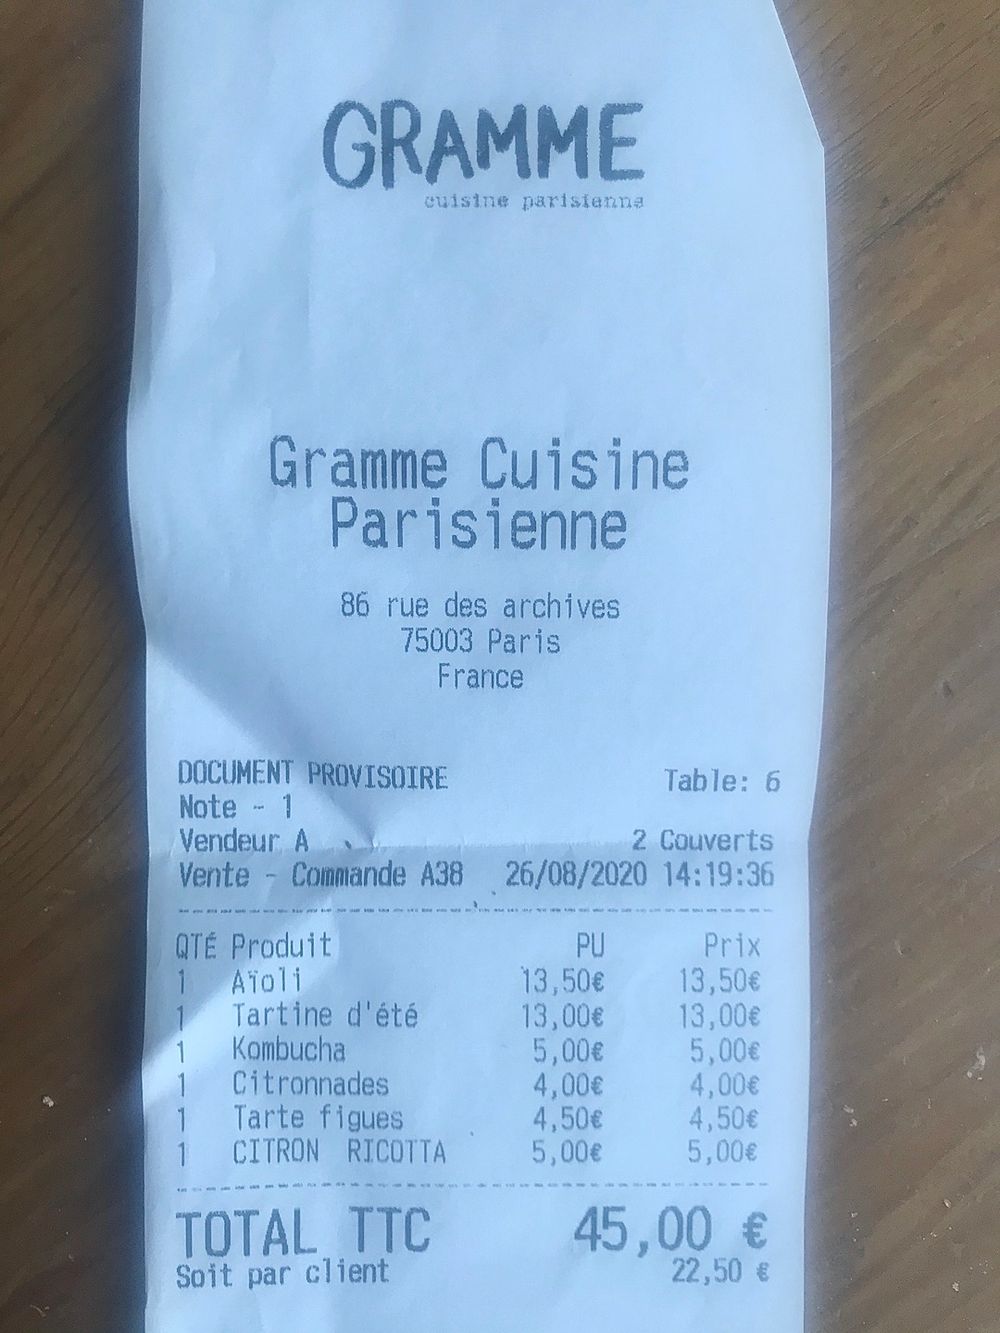 GRAMME
cuisine parisienne
Gramme Cuisine
Parisienne
86 rue des archives
75003 Paris
France
DOCUMENT PROVISOIRE Table: 6
Note - 1
Vendeur A 2 Couverts
Vente - Commande A38 26/08/2020 14:19:36
QTÉ Produit PU Prix
1 Aïoli 13,50€ 13,50€
1 Tartine d'été 13,00€ 13,00€
1 Kombucha 5,00€ 5,00€
1 Citronnades 4,00€ 4,00€
1 Tarte figues 4,50€ 4,50€
1 CITRON RICOTTA 5,00€ 5,00€
TOTAL TTC 45,00 €
Soit par client 22,50 €